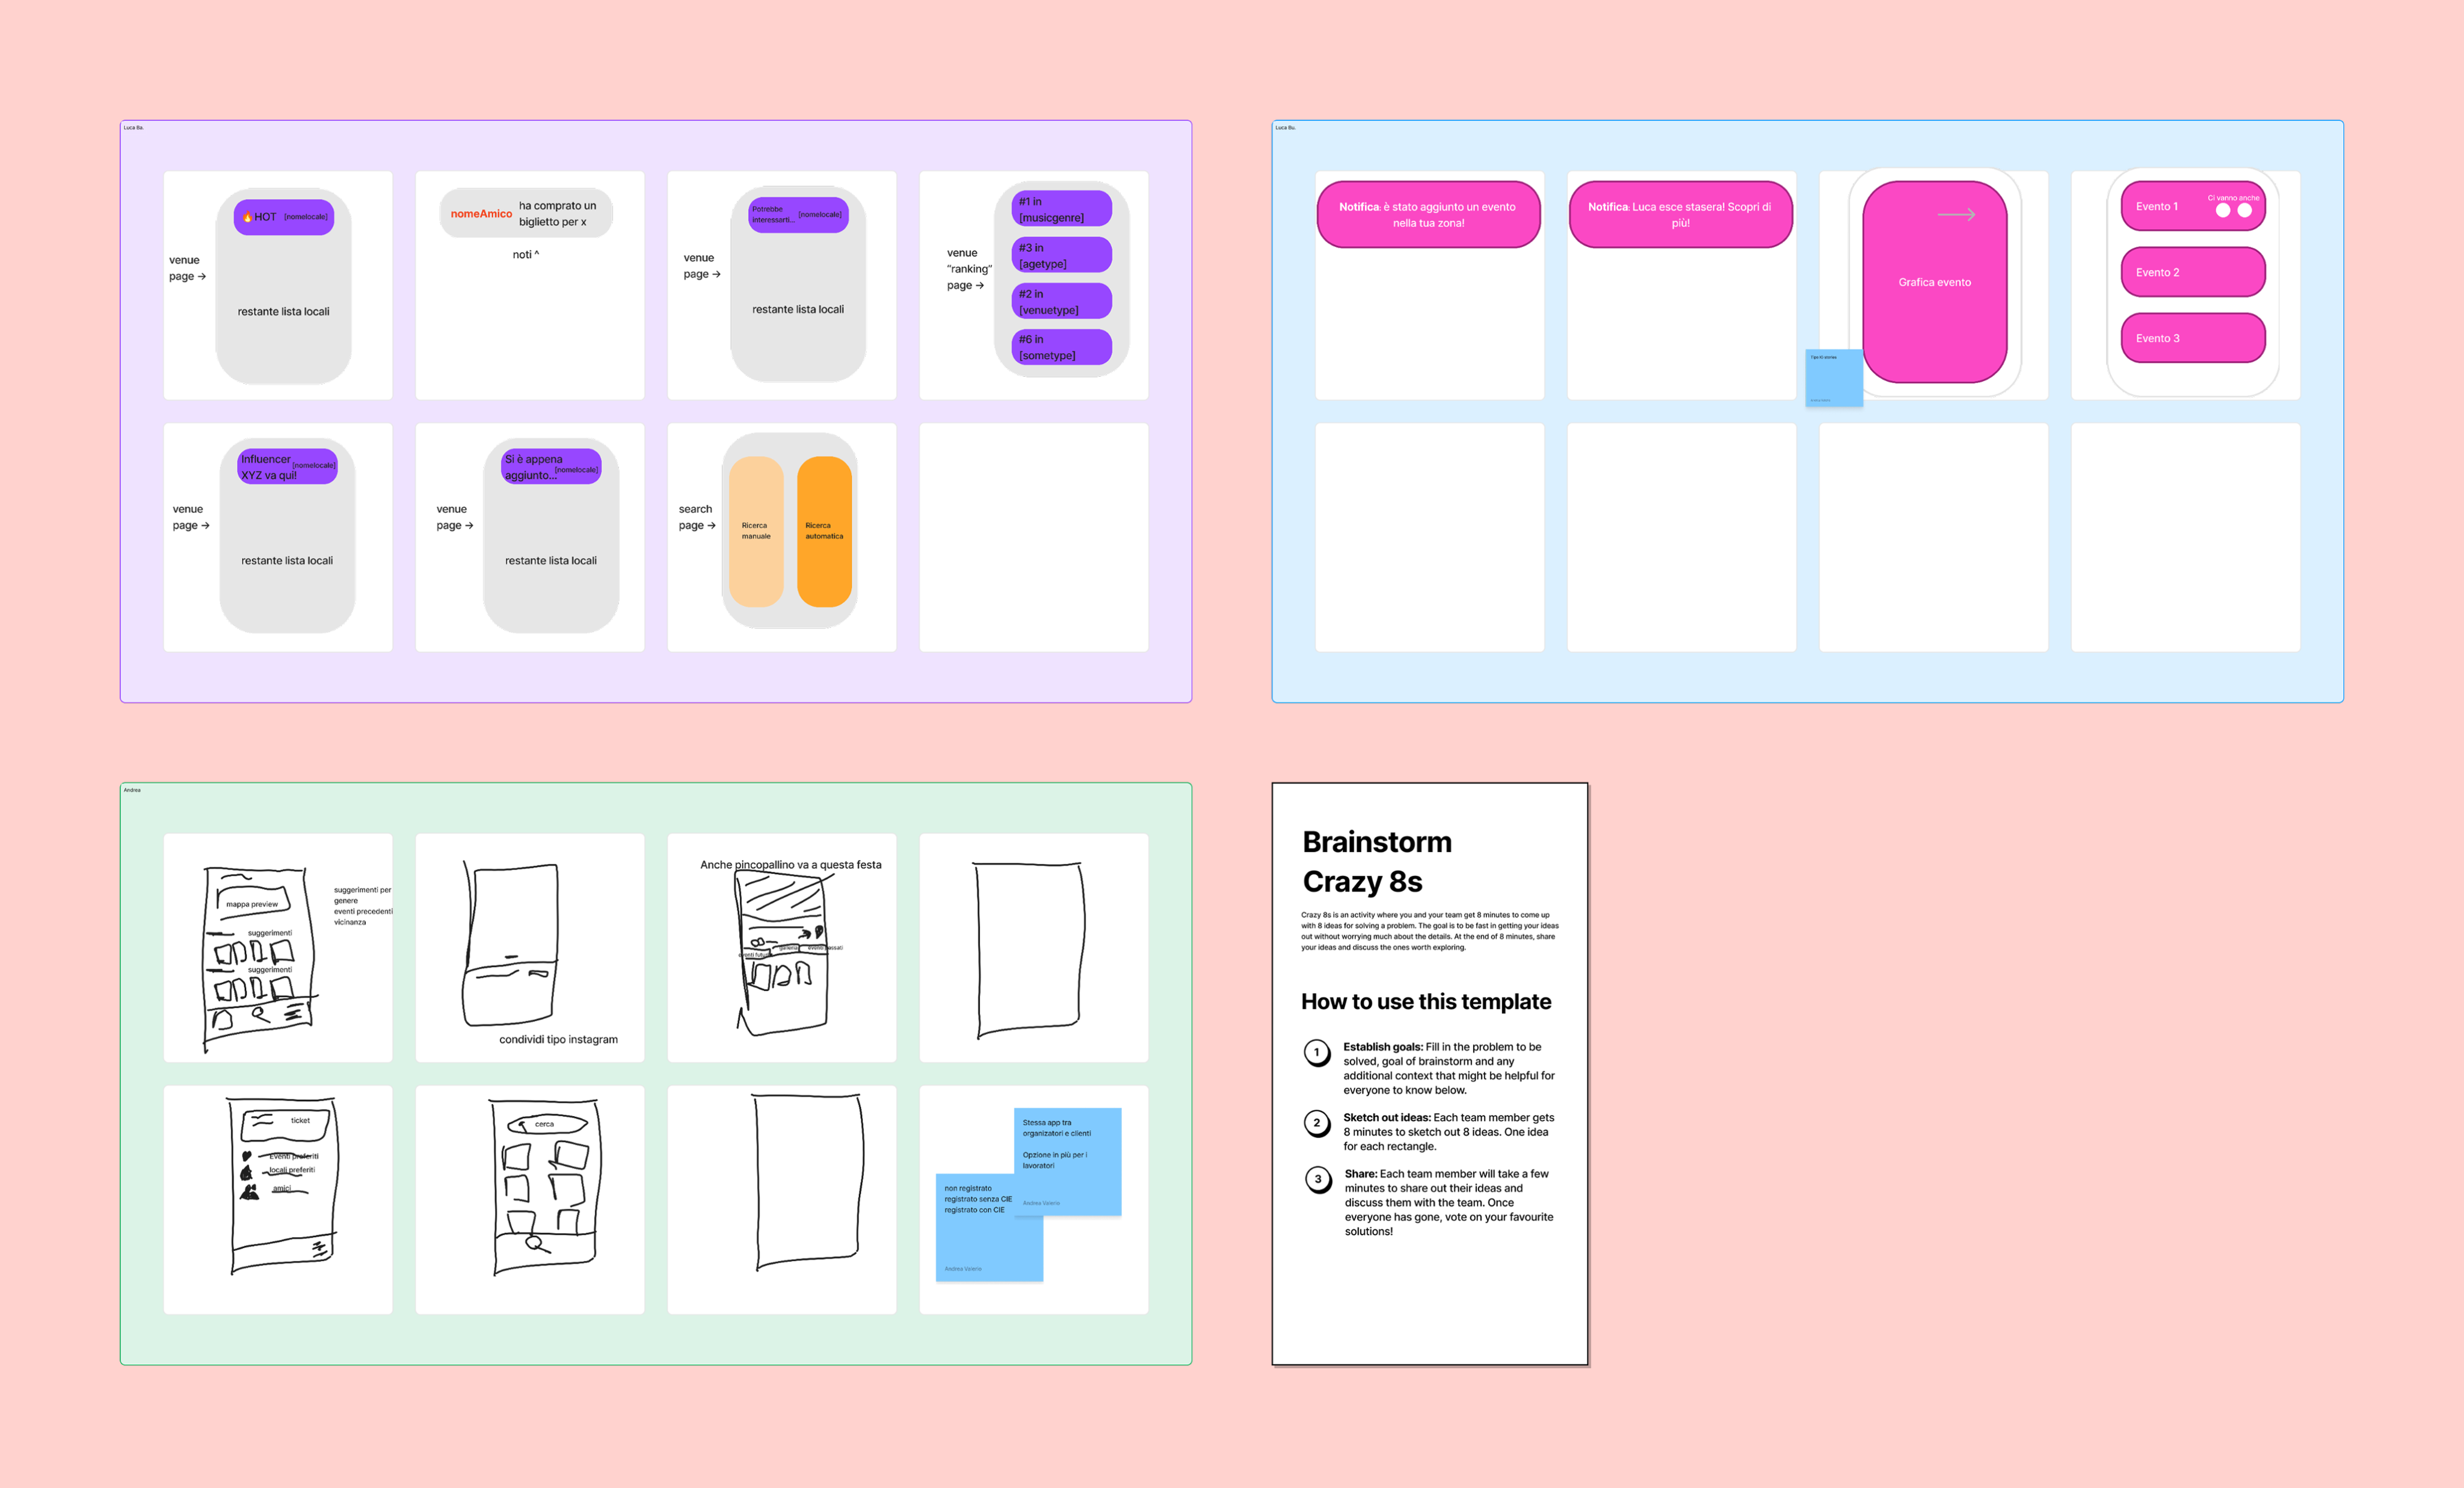 Luca Ba.
🔥HOT [nomelocale]
venue
page →
restante lista locali
nomeAmico ha comprato un
biglietto per x
noti ^
Potrebbe
interessarti... [nomelocale]
venue
page →
restante lista locali
#1 in
[musicgenre]
#3 in
[agetype]
#2 in
[venuetype]
#6 in
[sometype]
venue
"ranking"
page →
Influencer
XYZ va qui!
[nomelocale]
venue
page →
restante lista locali
Si è appena
aggiunto...
[nomelocale]
venue
page →
restante lista locali
search
page →
Ricerca
manuale
Ricerca
automatica
Luca Bu.
Notifica: è stato aggiunto un evento
nella tua zona!
Notifica: Luca esce stasera! Scopri di
più!
Grafica evento
Evento 1
Ci vanno anche
Evento 2
Evento 3
Andrea
mappa preview
suggerimenti
suggerimenti
suggerimenti per
genere
eventi precedenti
vicinanza
condividi tipo instagram
Anche pincopallino va a questa festa
ticket
Eventi preferiti
locali preferiti
amici
cerca
Stessa app tra
organizatori e clienti
Opzione in più per i
lavoratori
Andrea Valerio
non registrato
registrato senza CIE
registrato con CIE
Andrea Valerio
Brainstorm
Crazy 8s
Crazy 8s is an activity where you and your team get 8 minutes to come up
with 8 ideas for solving a problem. The goal is to be fast in getting your ideas
out without worrying much about the details. At the end of 8 minutes, share
your ideas and discuss the ones worth exploring.
How to use this template
1
Establish goals: Fill in the problem to be
solved, goal of brainstorm and any
additional context that might be helpful for
everyone to know below.
2
Sketch out ideas: Each team member gets
8 minutes to sketch out 8 ideas. One idea
for each rectangle.
3
Share: Each team member will take a few
minutes to share out their ideas and
discuss them with the team. Once
everyone has gone, vote on your favourite
solutions!